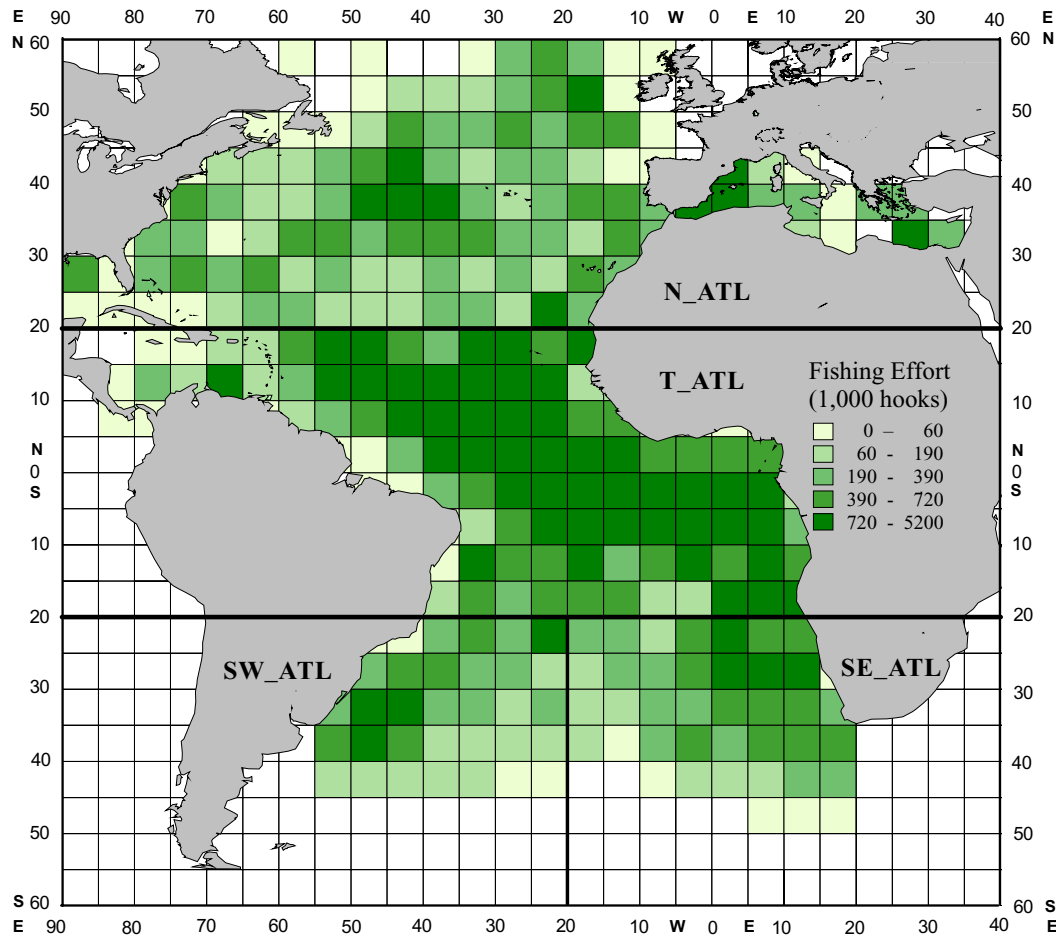 E 90 80 70 60 50 40 30 20 10 W 0 E 10 20 30 40 E
N N
60 60
50 50
40 40
30 30
N_ATL
20 20
T_ATL
Fishing Effort
(1,000 hooks)
10 10
0 – 60
60 - 190
N N
190 - 390
0 0
390 - 720
S S
720 - 5200
10 10
20 20
SW_ATL SE_ATL
30 30
40 40
50 50
S 60 60 S
E 90 80 70 60 50 40 30 20 10 W 0 E 10 20 30 40 E